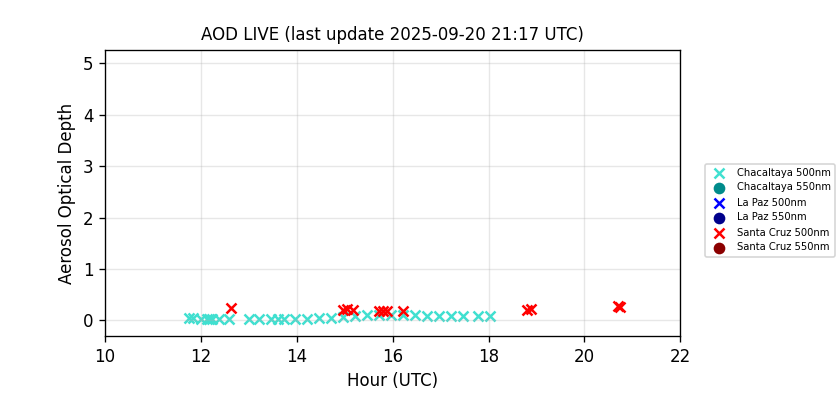 AOD LIVE (last update 2025-09-20 21:17 UTC)
Aerosol Optical Depth
5
4
3
2
1
0
10 12 14 16 18 20 22
Hour (UTC)
Chacaltaya 500nm
Chacaltaya 550nm
La Paz 500nm
La Paz 550nm
Santa Cruz 500nm
Santa Cruz 550nm